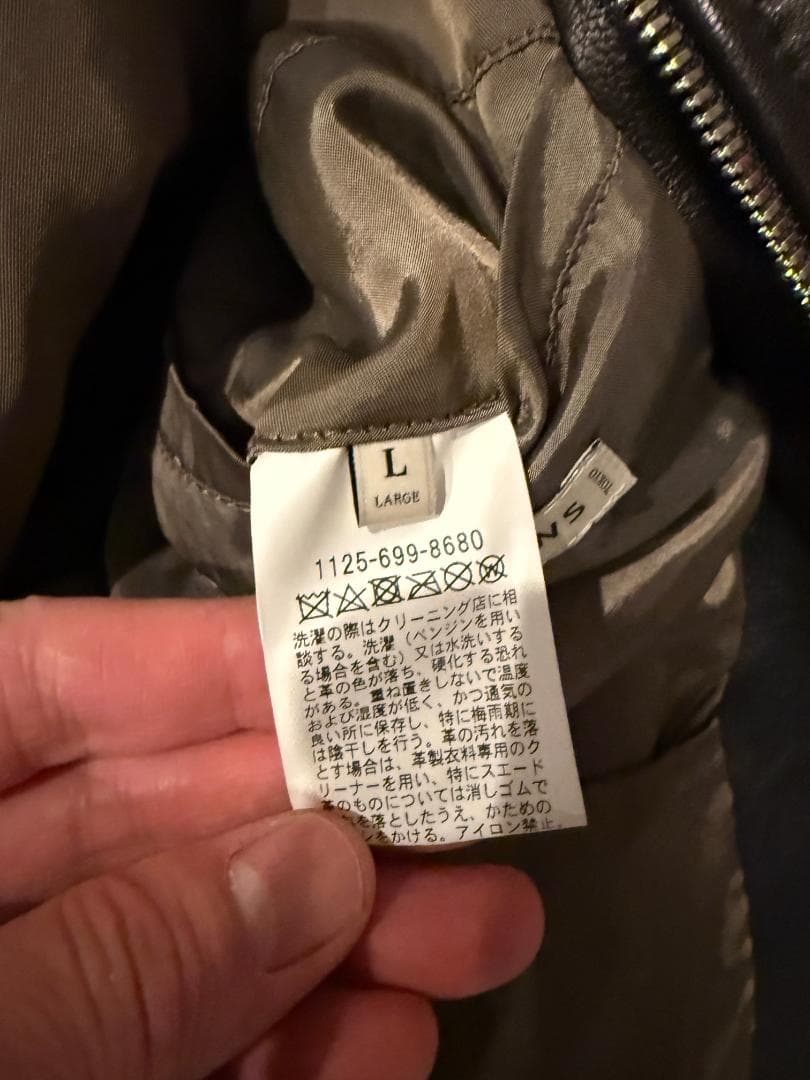 L
LARGE
TOKYO
1125-699-8680
洗濯の際はクリーニング店に相
談する。洗濯（ベンジンを用い
る場合を含む）又は水洗いする
と革の色が落ち、硬化する恐れ
がある。重ね置きしないで温度
および湿度が低く、かつ通気の
良い所に保存し、特に梅雨期に
は陰干しを行う。革の汚れを落
とす場合は、革製衣料専用のク
リーナーを用い、特にスエード
革のものについては消しゴムで
を落としたうえ、かための
をかける。アイロン禁止。